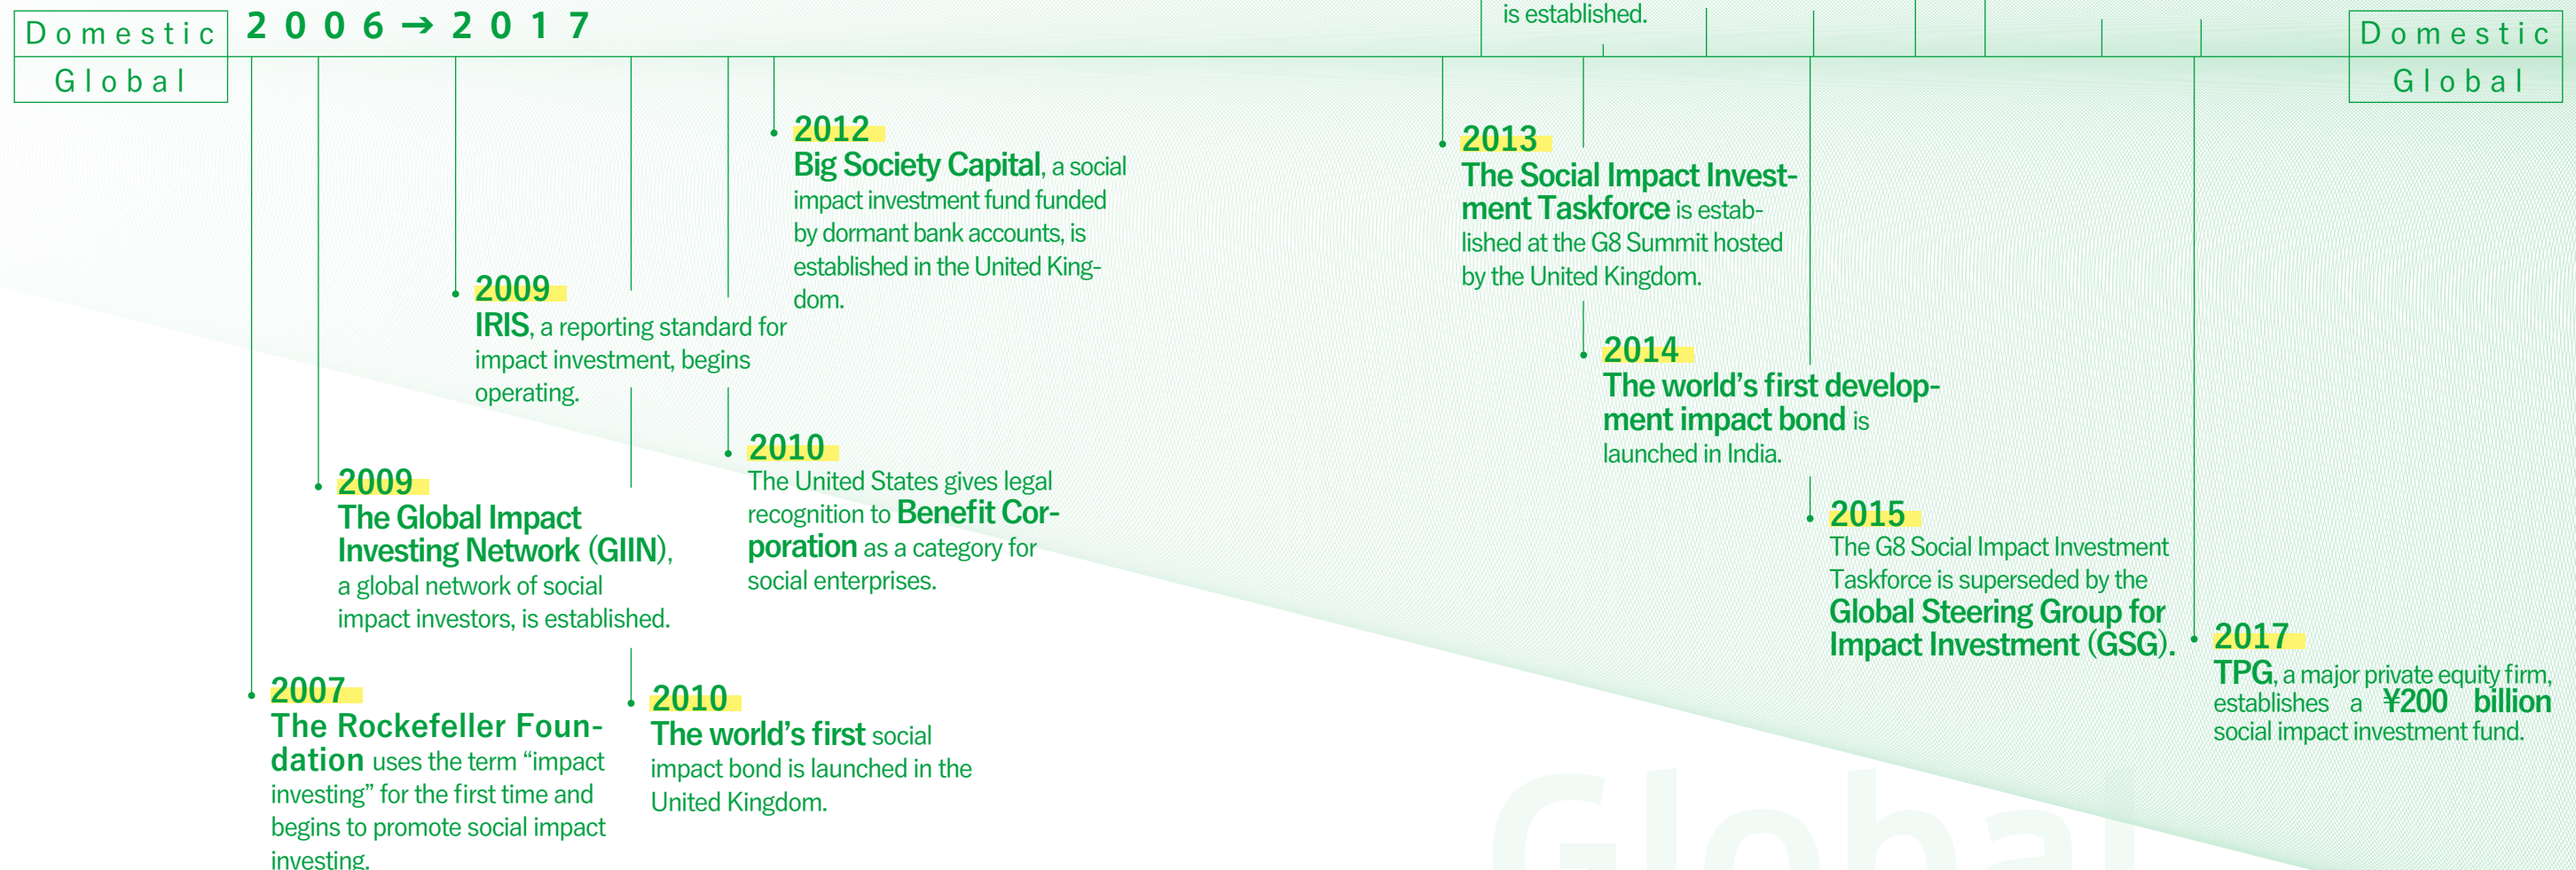 Domestic
Global
2006→2017
is established.
Domestic
Global
2012
Big Society Capital, a social
impact investment fund funded
by dormant bank accounts, is
established in the United King-
dom.
2009
IRIS, a reporting standard for
impact investment, begins
operating.
2010
The United States gives legal
recognition to Benefit Cor-
poration as a category for
social enterprises.
2009
The Global Impact
Investing Network (GIIN),
a global network of social
impact investors, is established.
2007
The Rockefeller Foun-
dation uses the term “impact
investing” for the first time and
begins to promote social impact
investing.
2010
The world’s first social
impact bond is launched in the
United Kingdom.
2013
The Social Impact Invest-
ment Taskforce is estab-
lished at the G8 Summit hosted
by the United Kingdom.
2014
The world’s first develop-
ment impact bond is
launched in India.
2015
The G8 Social Impact Investment
Taskforce is superseded by the
Global Steering Group for
Impact Investment (GSG).
2017
TPG, a major private equity firm,
establishes a ¥200 billion
social impact investment fund.
Global